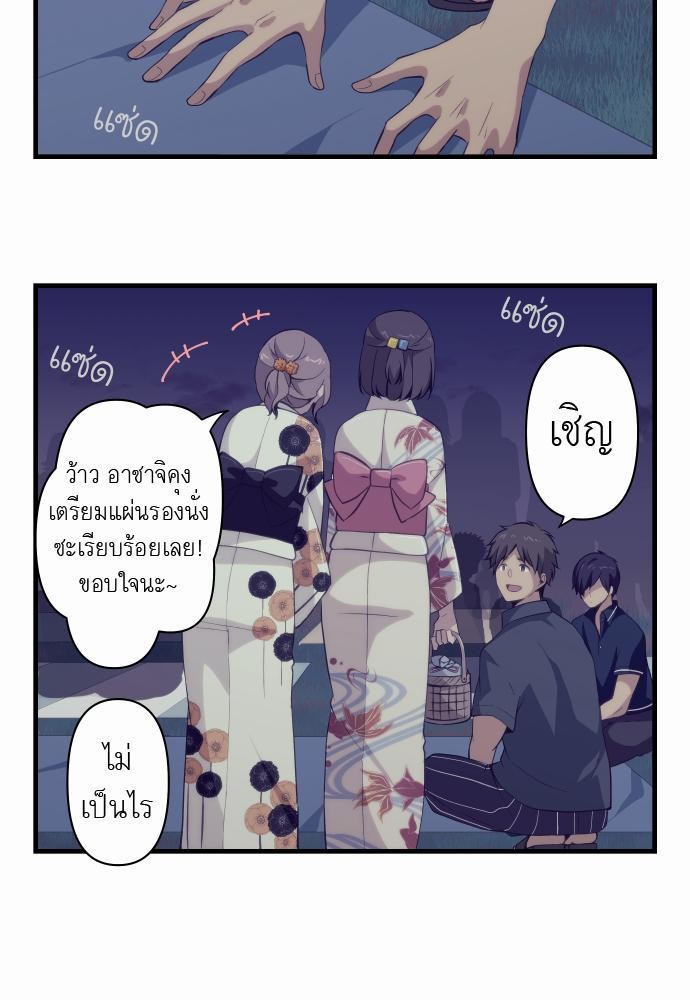 แซ่ด
แซ่ด
แซ่ด
เชิญ
ว้าว อาซาจิคุง
เตรียมแผ่นรองนั่ง
ซะเรียบร้อยเลย!
ขอบใจนะ~
ไม่
เป็นไร